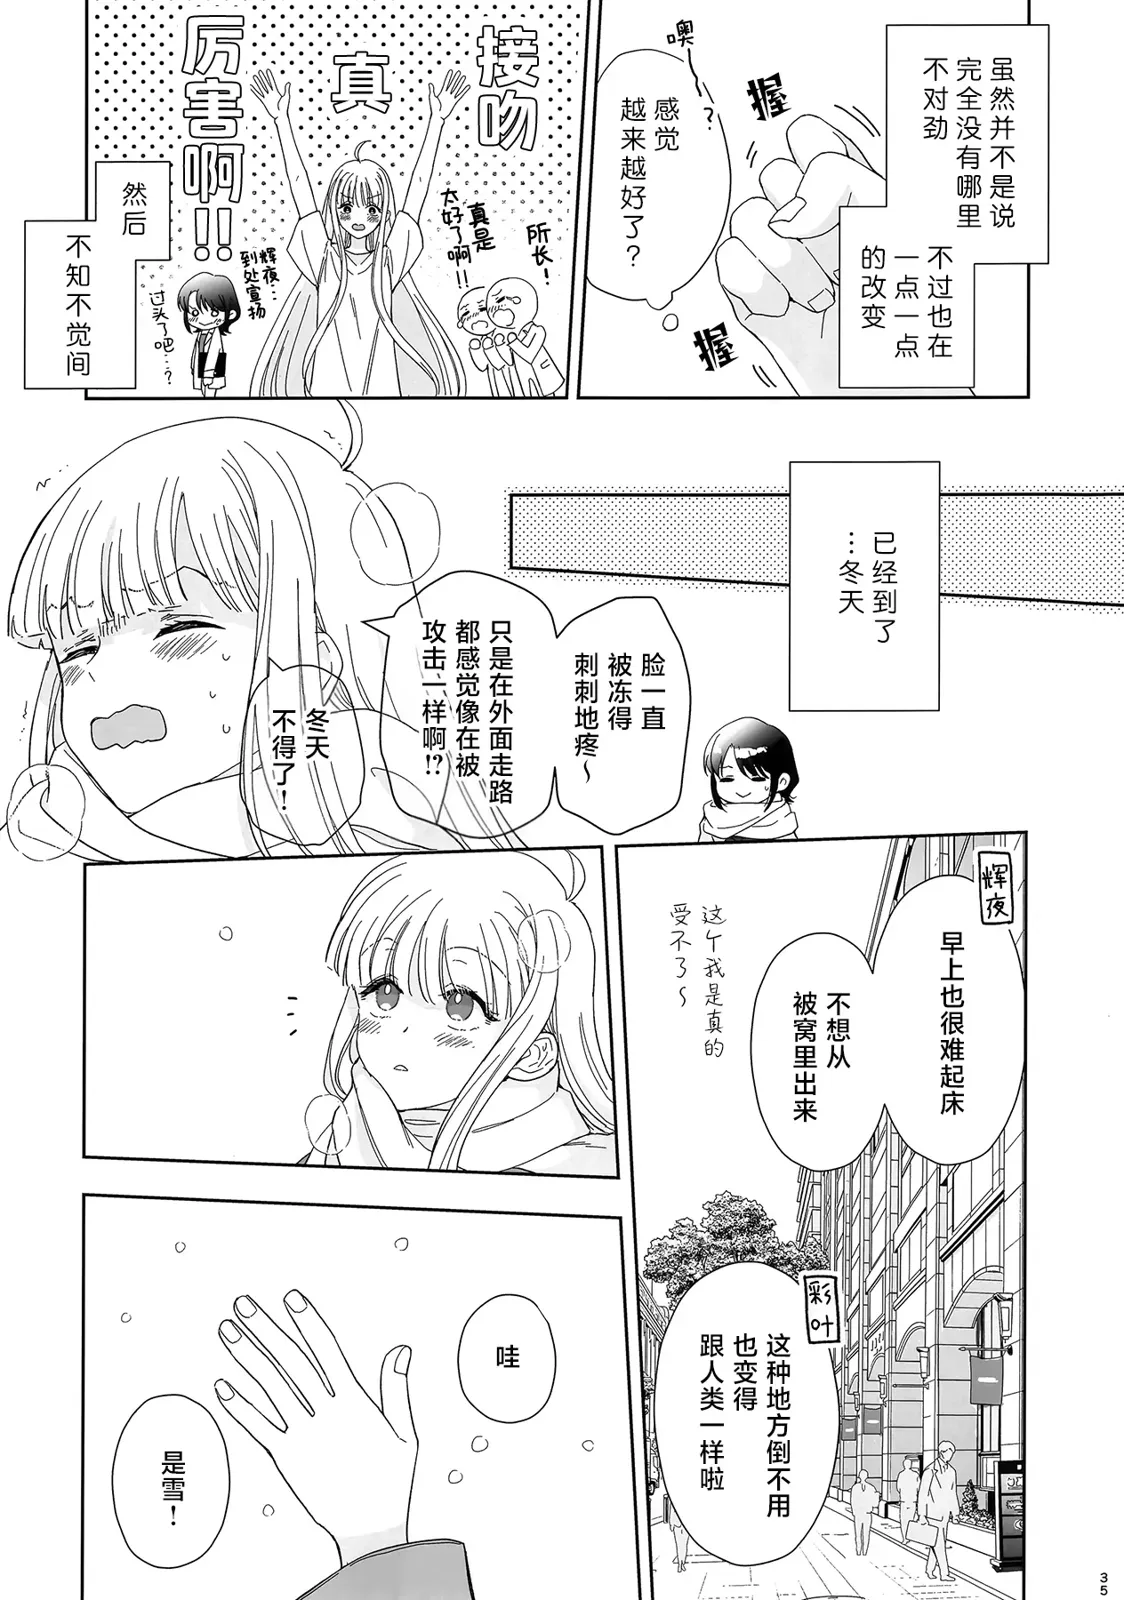 虽然并不是说
完全没有哪里
不对劲
不过也在
一点一点
的改变
握
握
噢
?
感觉
越来越好了？
接吻
真
厉害啊!!
所长！
真是
太好了啊!!
辉夜…
到处宣扬
过头了吧…?
然后
不知不觉间
已经到了
…冬天
脸一直
被冻得
刺刺地疼～
只是在外面走路
都感觉像在被
攻击一样啊!?
冬天
不得了！
辉夜
早上也很难起床
不想从
被窝里出来
这个我是真的
受不了～
彩叶
这种地方倒不用
也变得
跟人类一样啦
哇
是雪！
35